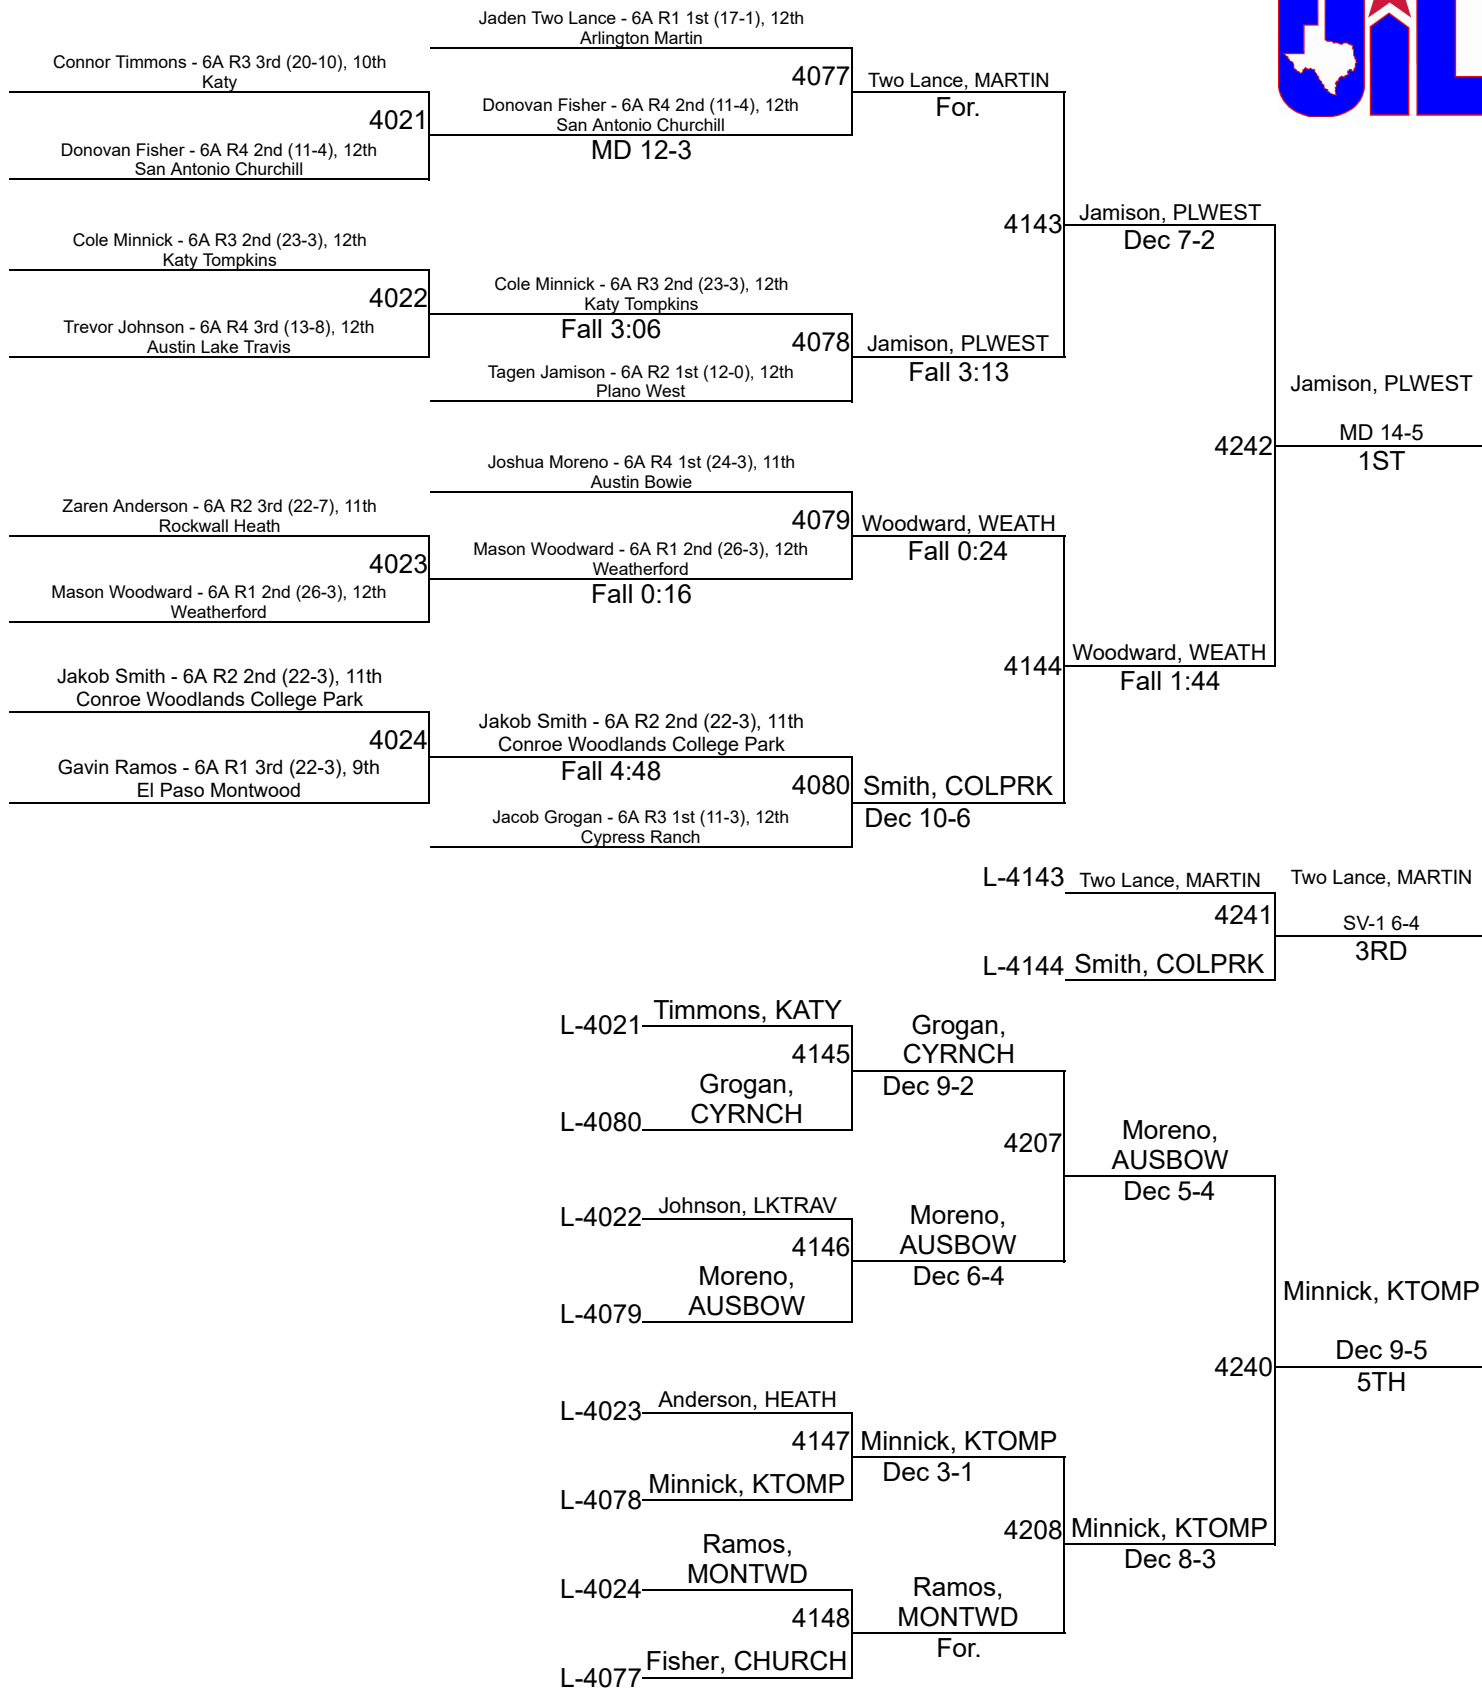 Jaden Two Lance - 6A R1 1st (17-1), 12th
Arlington Martin
UIL
Connor Timmons - 6A R3 3rd (20-10), 10th
Katy
4077
Two Lance, MARTIN
For.
4021
Donovan Fisher - 6A R4 2nd (11-4), 12th
San Antonio Churchill
MD 12-3
Donovan Fisher - 6A R4 2nd (11-4), 12th
San Antonio Churchill
4143
Jamison, PLWEST
Dec 7-2
Cole Minnick - 6A R3 2nd (23-3), 12th
Katy Tompkins
4022
Cole Minnick - 6A R3 2nd (23-3), 12th
Katy Tompkins
Fall 3:06
Trevor Johnson - 6A R4 3rd (13-8), 12th
Austin Lake Travis
4078
Jamison, PLWEST
Fall 3:13
Tagen Jamison - 6A R2 1st (12-0), 12th
Plano West
Jamison, PLWEST
4242
MD 14-5
1ST
Joshua Moreno - 6A R4 1st (24-3), 11th
Austin Bowie
Zaren Anderson - 6A R2 3rd (22-7), 11th
Rockwall Heath
4079
Woodward, WEATH
Fall 0:24
4023
Mason Woodward - 6A R1 2nd (26-3), 12th
Weatherford
Fall 0:16
Mason Woodward - 6A R1 2nd (26-3), 12th
Weatherford
4144
Woodward, WEATH
Fall 1:44
Jakob Smith - 6A R2 2nd (22-3), 11th
Conroe Woodlands College Park
4024
Jakob Smith - 6A R2 2nd (22-3), 11th
Conroe Woodlands College Park
Fall 4:48
Gavin Ramos - 6A R1 3rd (22-3), 9th
El Paso Montwood
4080
Smith, COLPRK
Dec 10-6
Jacob Grogan - 6A R3 1st (11-3), 12th
Cypress Ranch
L-4143
Two Lance, MARTIN
Two Lance, MARTIN
4241
SV-1 6-4
3RD
L-4144
Smith, COLPRK
L-4021
Timmons, KATY
4145
Grogan,
CYRNCH
Dec 9-2
L-4080
Grogan,
CYRNCH
4207
Moreno,
AUSBOW
Dec 5-4
L-4022
Johnson, LKTRAV
4146
Moreno,
AUSBOW
Dec 6-4
L-4079
Moreno,
AUSBOW
Minnick, KTOMP
4240
Dec 9-5
5TH
L-4023
Anderson, HEATH
4147
Minnick, KTOMP
Dec 3-1
L-4078
Minnick, KTOMP
4208
Minnick, KTOMP
Dec 8-3
L-4024
Ramos,
MONTWD
4148
Ramos,
MONTWD
For.
L-4077
Fisher, CHURCH